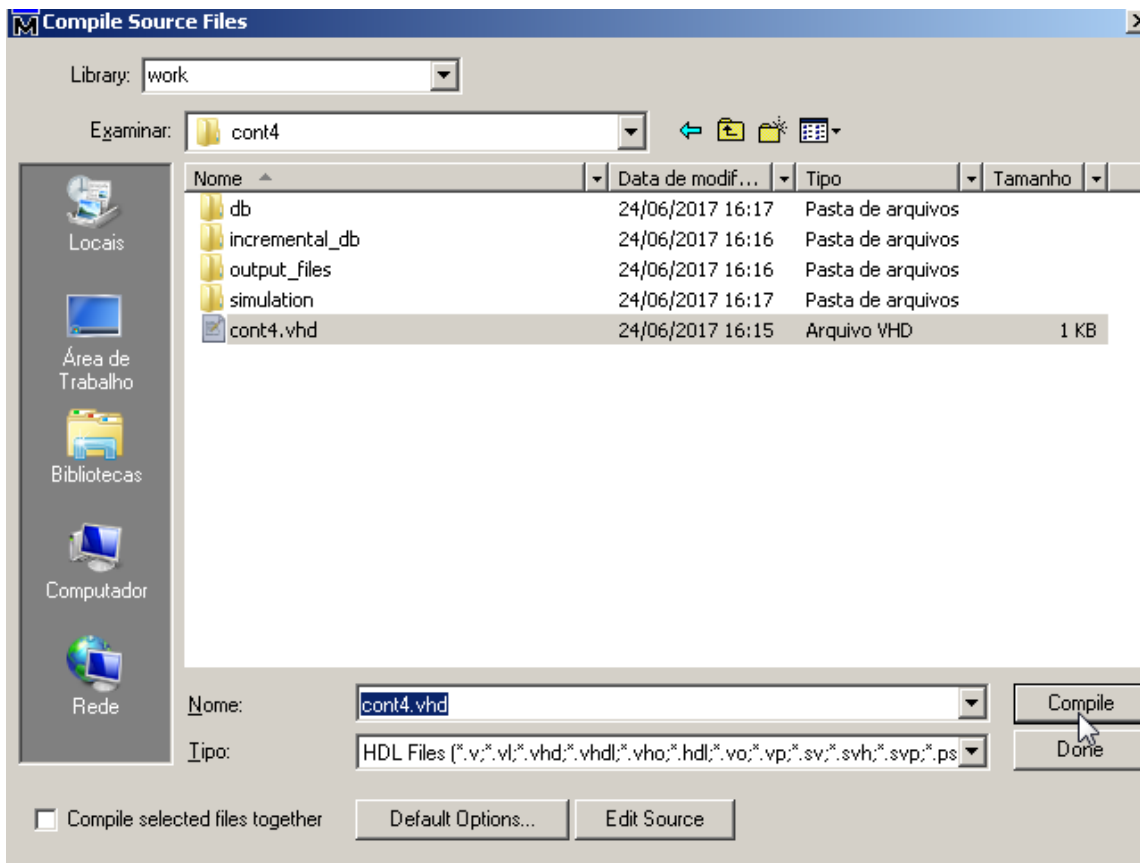 Compile Source Files
Library: work
Examinar: cont4
Nome Data de modif... Tipo Tamanho
db 24/06/2017 16:17 Pasta de arquivos
incremental_db 24/06/2017 16:16 Pasta de arquivos
output_files 24/06/2017 16:16 Pasta de arquivos
simulation 24/06/2017 16:17 Pasta de arquivos
cont4.vhd 24/06/2017 16:15 Arquivo VHD 1 KB
Locais
Área de
Trabalho
Bibliotecas
Computador
Rede
Nome: cont4.vhd Compile
Tipo: HDL Files (*.v;*.vl;*.vhd;*.vhdl;*.vho;*.hdl;*.vo;*.vp;*.sv;*.svh;*.svp;*.ps Done
Compile selected files together Default Options... Edit Source